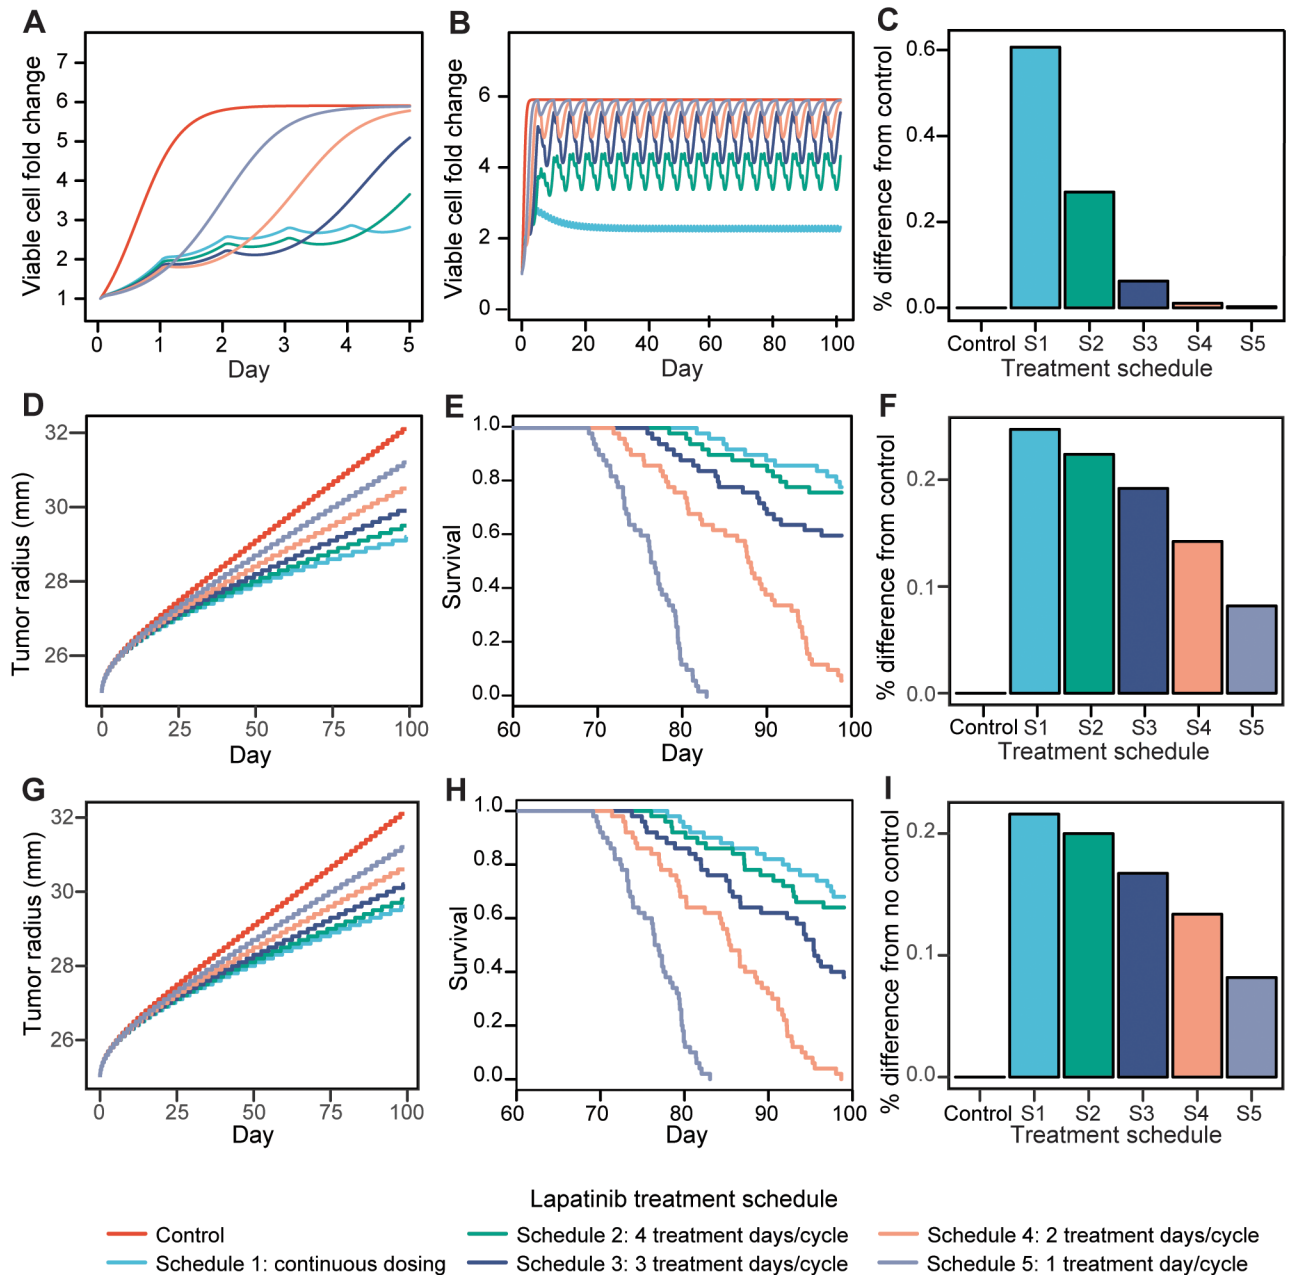 A
Viable cell fold change
7
6
5
4
3
2
1
0 1 2 3 4 5
Day
B
Viable cell fold change
6
4
2
0
0 20 40 60 80 100
Day
C
% difference from control
0.6
0.4
0.2
0.0
Control S1 S2 S3 S4 S5
Treatment schedule
D
Tumor radius (mm)
32
30
28
26
0 25 50 75 100
Day
E
Survival
1.0
0.8
0.6
0.4
0.2
0.0
60 70 80 90 100
Day
F
% difference from control
0.2
0.1
0.0
Control S1 S2 S3 S4 S5
Treatment schedule
G
Tumor radius (mm)
32
30
28
26
0 25 50 75 100
Day
H
Survival
1.0
0.8
0.6
0.4
0.2
0.0
60 70 80 90 100
Day
I
% difference from no control
0.2
0.1
0.0
Control S1 S2 S3 S4 S5
Treatment schedule
Lapatinib treatment schedule
Control
Schedule 1: continuous dosing
Schedule 2: 4 treatment days/cycle
Schedule 3: 3 treatment days/cycle
Schedule 4: 2 treatment days/cycle
Schedule 5: 1 treatment day/cycle